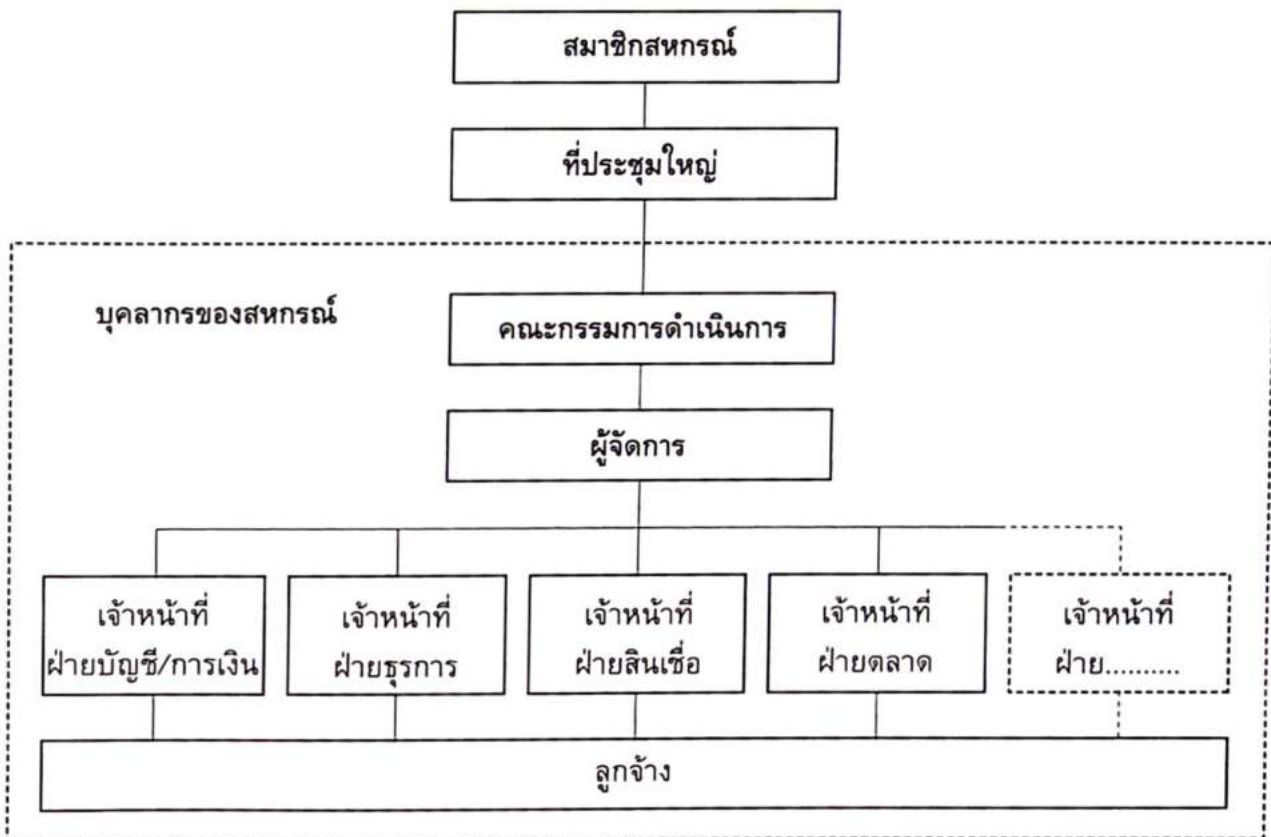 สมาชิกสหกรณ์
ที่ประชุมใหญ่
บุคลากรของสหกรณ์
คณะกรรมการดำเนินการ
ผู้จัดการ
เจ้าหน้าที่
ฝ่ายบัญชี/การเงิน
เจ้าหน้าที่
ฝ่ายธุรการ
เจ้าหน้าที่
ฝ่ายสินเชื่อ
เจ้าหน้าที่
ฝ่ายตลาด
เจ้าหน้าที่
ฝ่าย..........
ลูกจ้าง